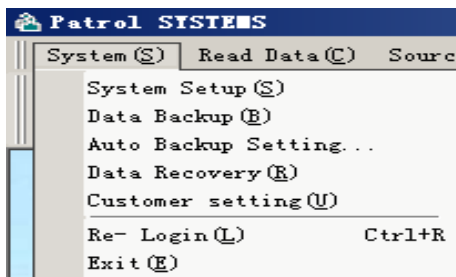 Patrol SYSTEMS
System(S) Read Data(C) Sourc
System Setup(S)
Data Backup(B)
Auto Backup Setting...
Data Recovery(R)
Customer setting(U)
Re- Login(L) Ctrl+R
Exit(E)